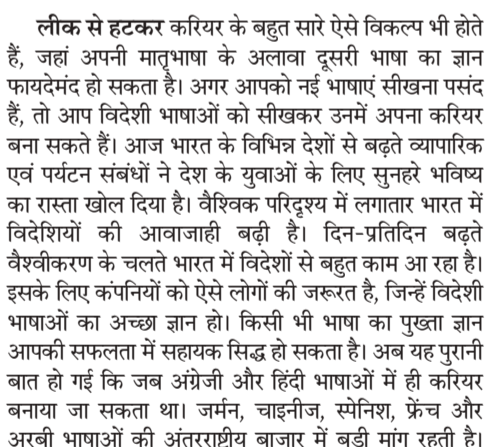 लीक से हटकर करियर के बहुत सारे ऐसे विकल्प भी होते
हैं, जहां अपनी मातृभाषा के अलावा दूसरी भाषा का ज्ञान
फायदेमंद हो सकता है। अगर आपको नई भाषाएं सीखना पसंद
हैं, तो आप विदेशी भाषाओं को सीखकर उनमें अपना करियर
बना सकते हैं। आज भारत के विभिन्न देशों से बढ़ते व्यापारिक
एवं पर्यटन संबंधों ने देश के युवाओं के लिए सुनहरे भविष्य
का रास्ता खोल दिया है। वैश्विक परिदृश्य में लगातार भारत में
विदेशियों की आवाजाही बढ़ी है। दिन-प्रतिदिन बढ़ते
वैश्वीकरण के चलते भारत में विदेशों से बहुत काम आ रहा है।
इसके लिए कंपनियों को ऐसे लोगों की जरूरत है, जिन्हें विदेशी
भाषाओं का अच्छा ज्ञान हो। किसी भी भाषा का पुख्ता ज्ञान
आपकी सफलता में सहायक सिद्ध हो सकता है। अब यह पुरानी
बात हो गई कि जब अंग्रेजी और हिंदी भाषाओं में ही करियर
बनाया जा सकता था। जर्मन, चाइनीज, स्पेनिश, फ्रेंच और
अरबी भाषाओं की अंतरराष्ट्रीय बाजार में बड़ी मांग रहती है।